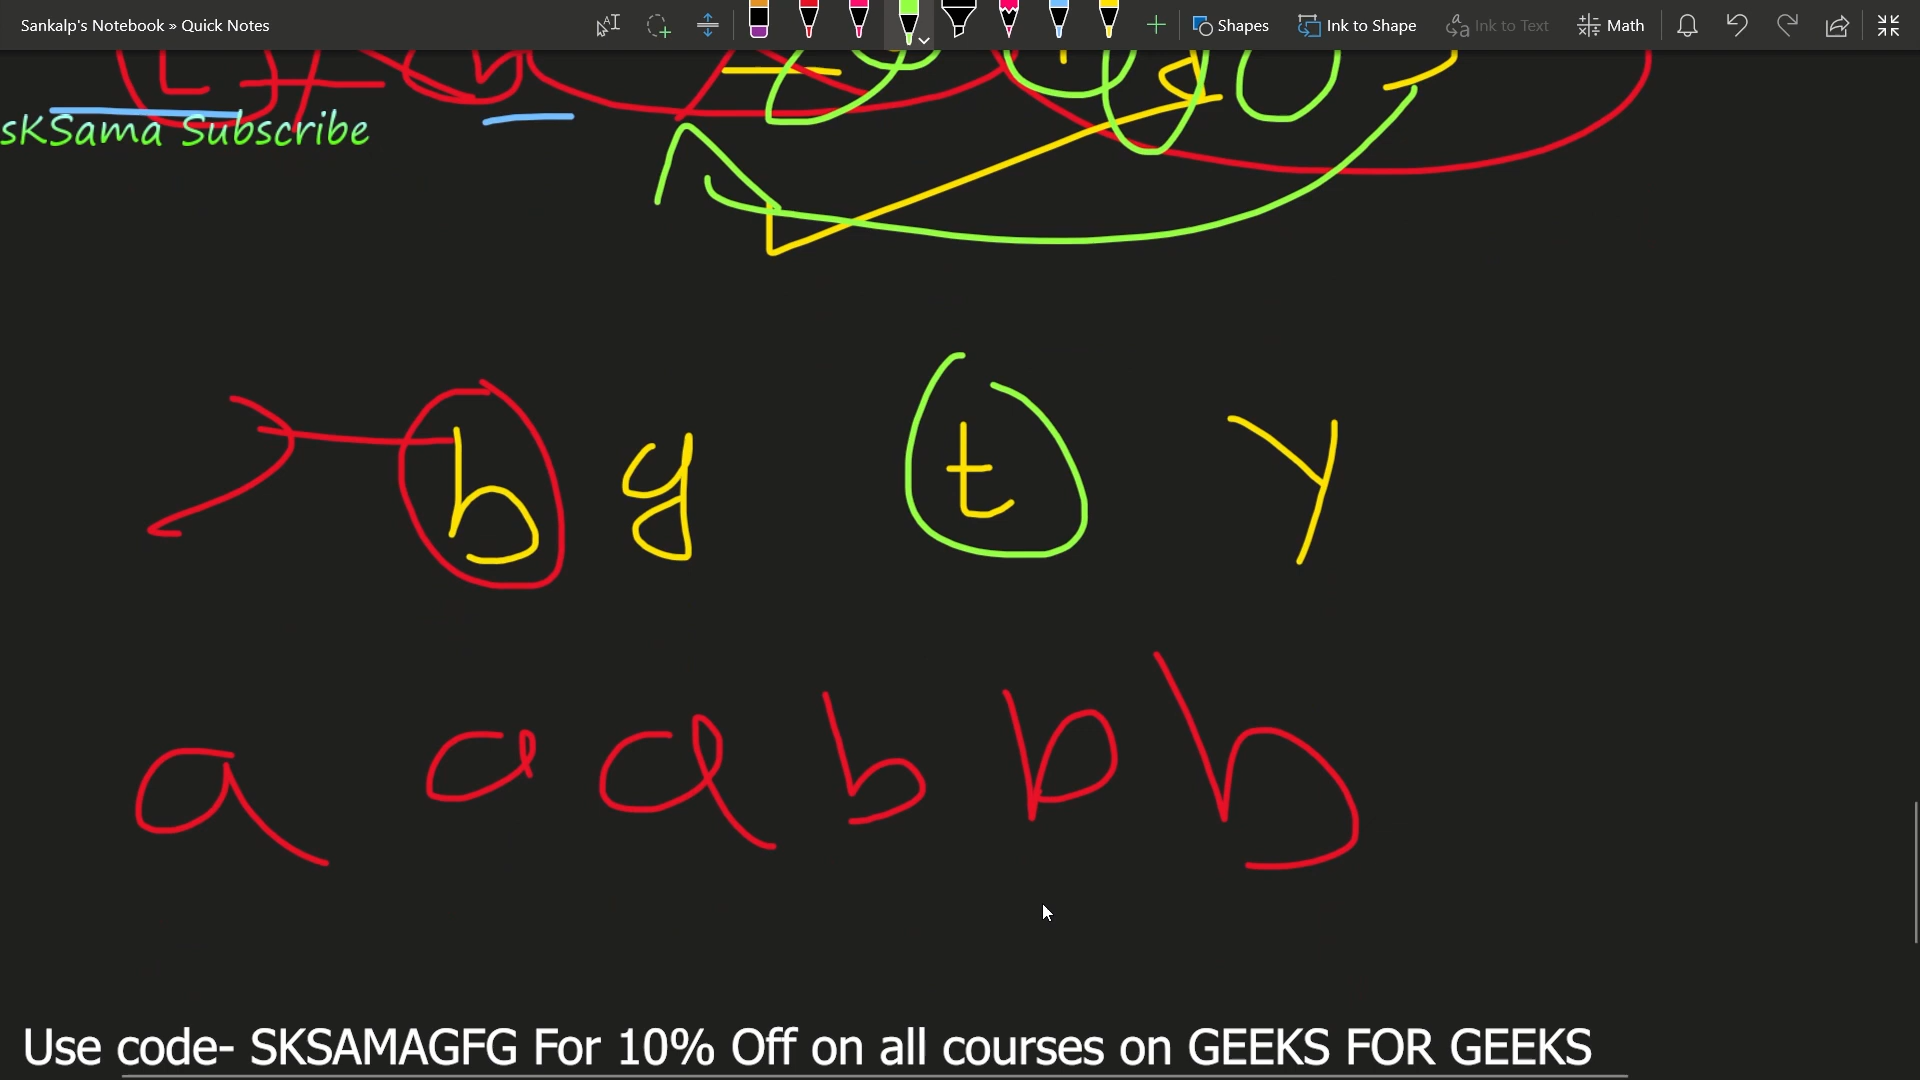 Sankalp's Notebook » Quick Notes
Shapes Ink to Shape Ink to Text Math
sKSama Subscribe
b g t y
a a a b b b
Use code- SKSAMAGFG For 10% Off on all courses on GEEKS FOR GEEKS